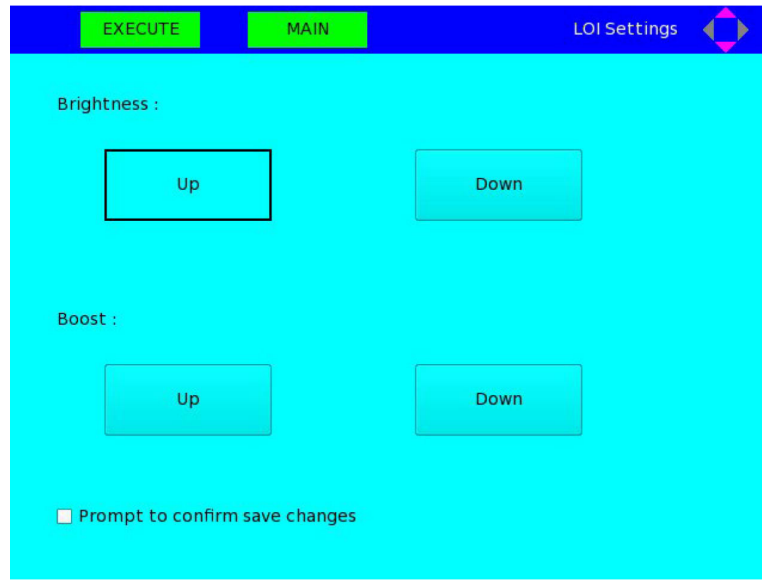 EXECUTE MAIN LOI Settings
Brightness :
Up Down
Boost :
Up Down
Prompt to confirm save changes